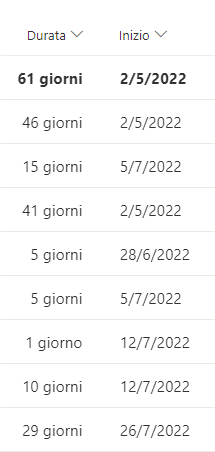 Durata Inizio
61 giorni 2/5/2022
46 giorni 2/5/2022
15 giorni 5/7/2022
41 giorni 2/5/2022
5 giorni 28/6/2022
5 giorni 5/7/2022
1 giorno 12/7/2022
10 giorni 12/7/2022
29 giorni 26/7/2022